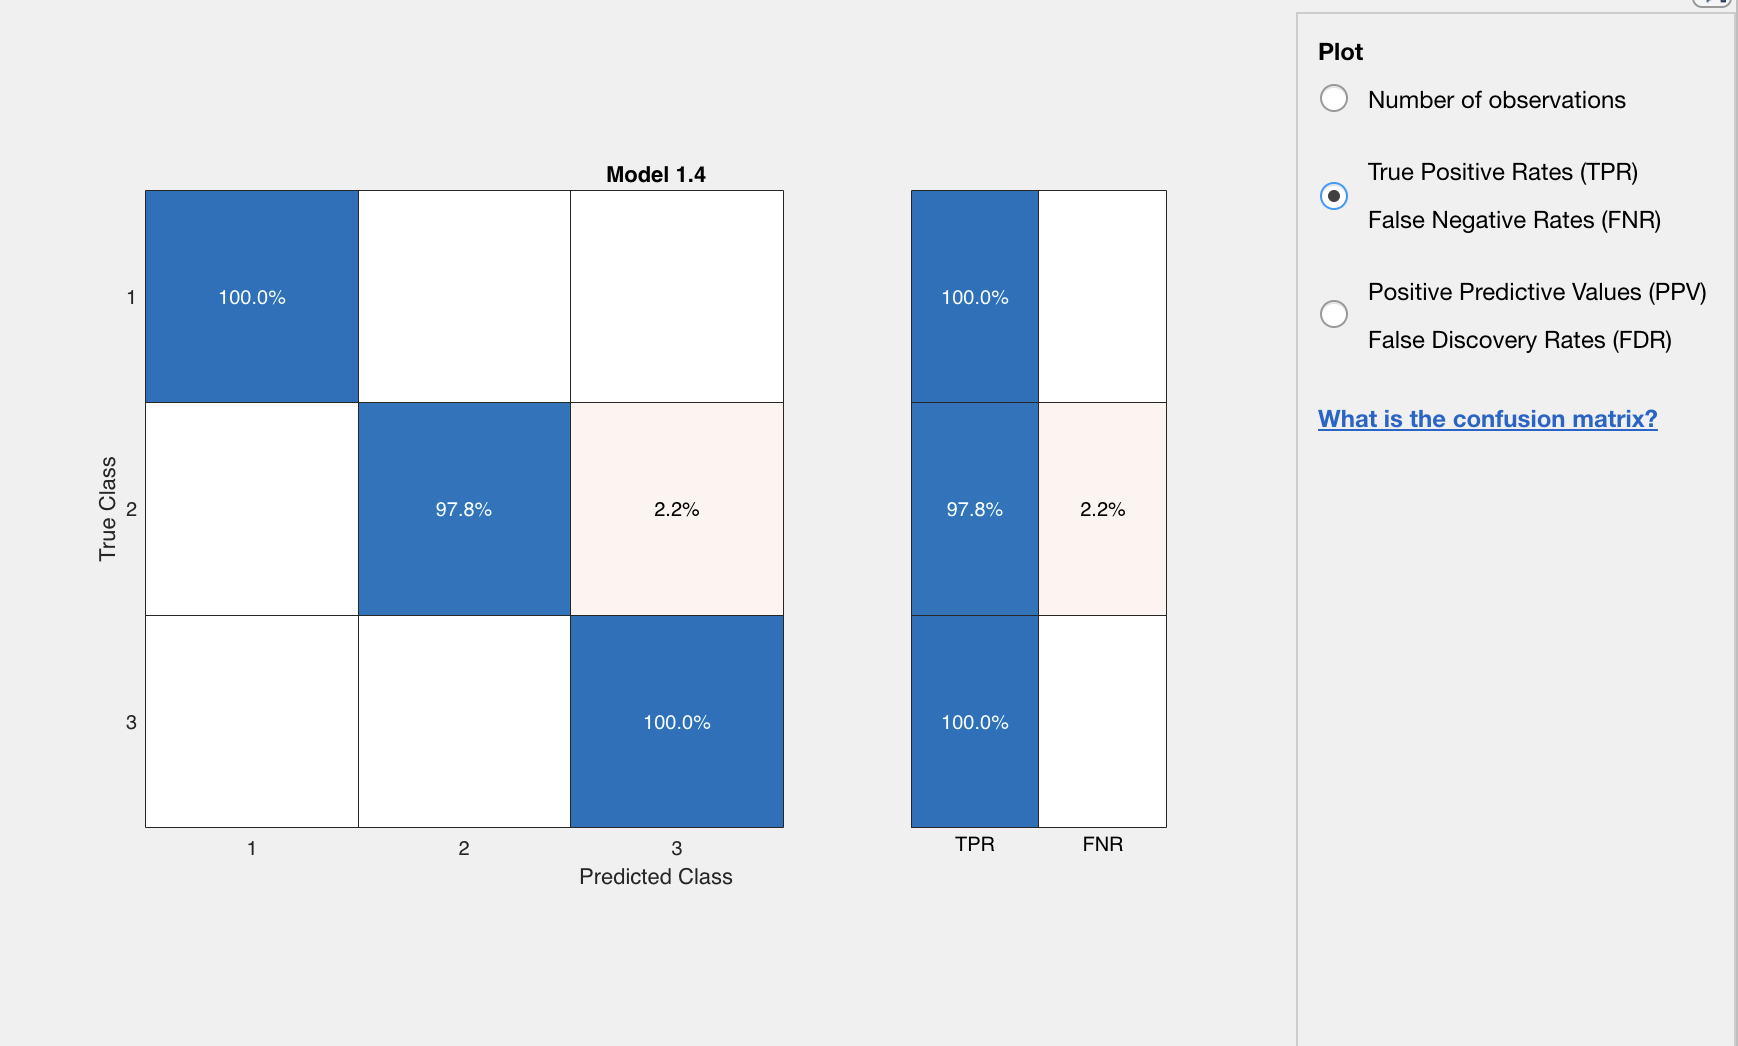 Model 1.4
1
100.0%
100.0%
True Class
2
97.8%
2.2%
97.8%
2.2%
3
100.0%
100.0%
1
2
3
TPR
FNR
Predicted Class
Plot
Number of observations
True Positive Rates (TPR)
False Negative Rates (FNR)
Positive Predictive Values (PPV)
False Discovery Rates (FDR)
What is the confusion matrix?